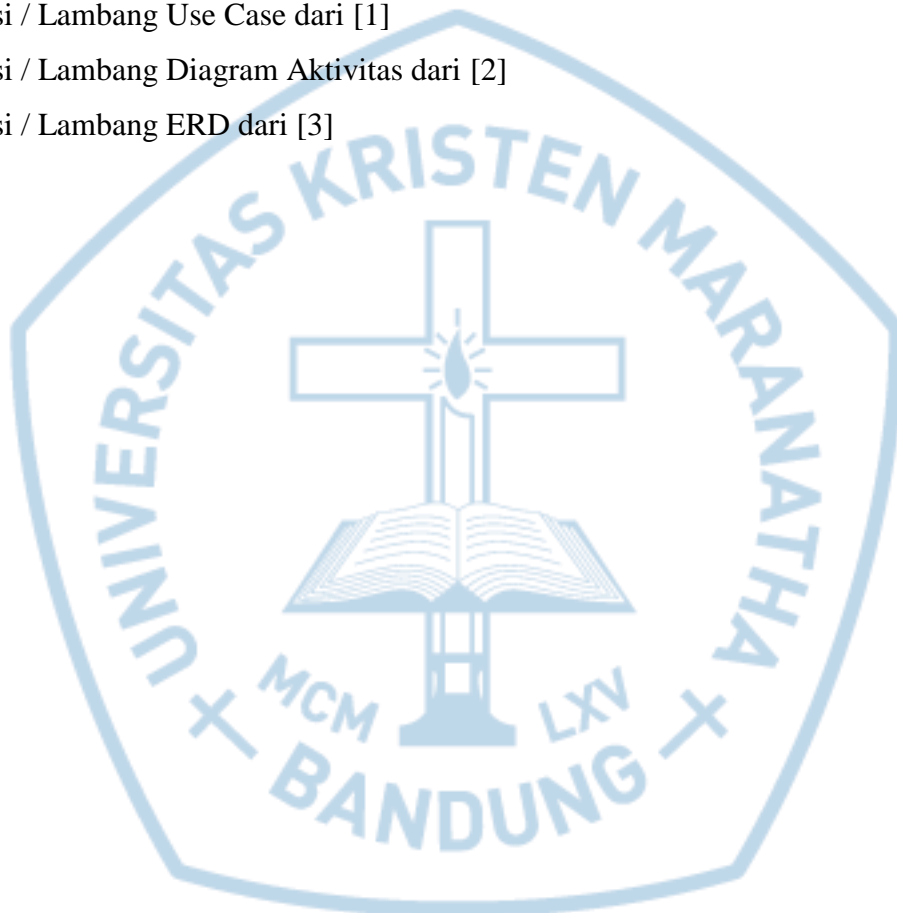 si / Lambang Use Case dari [1]
si / Lambang Diagram Aktivitas dari [2]
si / Lambang ERD dari [3]
UNIVERSITAS KRISTEN MARANATHA
MCM LXV
BANDUNG